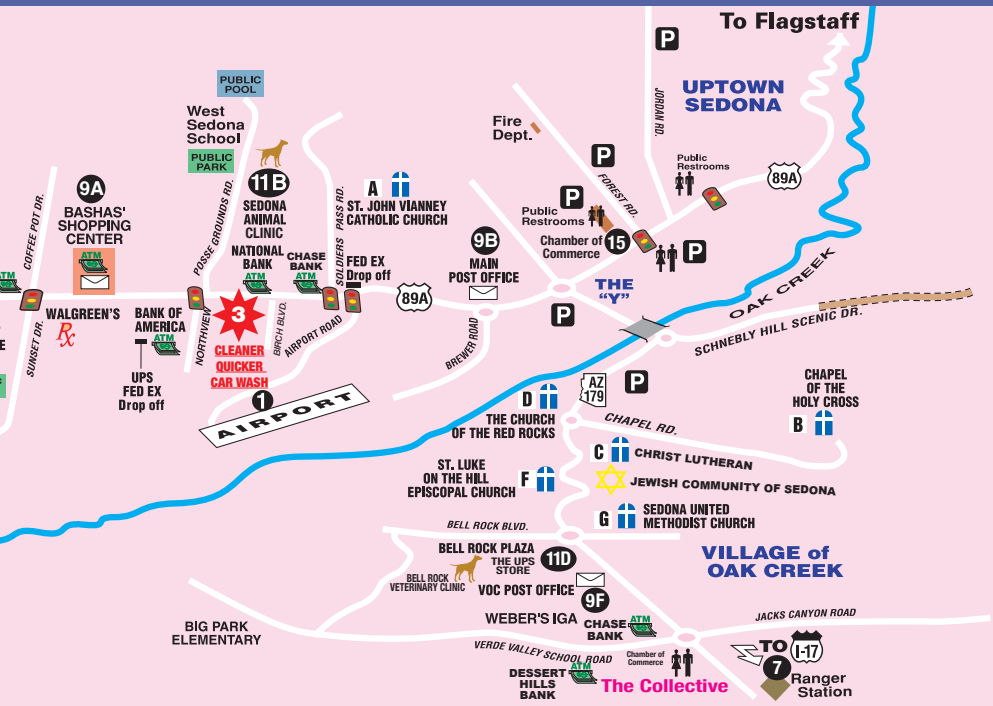 To Flagstaff
P
UPTOWN
SEDONA
JORDAN RD.
PUBLIC
POOL
West
Sedona
School
PUBLIC
PARK
Fire
Dept.
P
FOREST RD.
Public
Restrooms
89A
9A
BASHAS'
SHOPPING
CENTER
ATM
COFFEE POT DR.
POSSE GROUNDS RD.
11B
SEDONA
ANIMAL
CLINIC
SOLDIERS PASS RD.
A
ST. JOHN VIANNEY
CATHOLIC CHURCH
P
Public
Restrooms
Chamber of
Commerce
15
P
9B
MAIN
POST OFFICE
NATIONAL
BANK
ATM
CHASE
BANK
ATM
FED EX
Drop off
89A
THE
"Y"
P
OAK CREEK
SCHNEBLY HILL SCENIC DR.
ATM
WALGREEN'S
Rx
SUNSET DR.
BANK OF
AMERICA
ATM
UPS
FED EX
Drop off
NORTHVIEW
3
CLEANER
QUICKER
CAR WASH
BIRCH BLVD.
AIRPORT ROAD
1
AIRPORT
BREWER ROAD
E
AZ
179
P
D
THE CHURCH
OF THE RED ROCKS
CHAPEL RD.
CHAPEL
OF THE
HOLY CROSS
B
C
CHRIST LUTHERAN
JEWISH COMMUNITY OF SEDONA
ST. LUKE
ON THE HILL
EPISCOPAL CHURCH
F
G
SEDONA UNITED
METHODIST CHURCH
BELL ROCK BLVD.
BELL ROCK PLAZA
THE UPS
STORE
11D
BELL ROCK
VETERINARY CLINIC
VOC POST OFFICE
9F
VILLAGE of
OAK CREEK
WEBER'S IGA
CHASE
BANK
ATM
JACKS CANYON ROAD
BIG PARK
ELEMENTARY
VERDE VALLEY SCHOOL ROAD
DESSERT
HILLS
BANK
ATM
Chamber of
Commerce
The Collective
TO
I-17
7
Ranger
Station